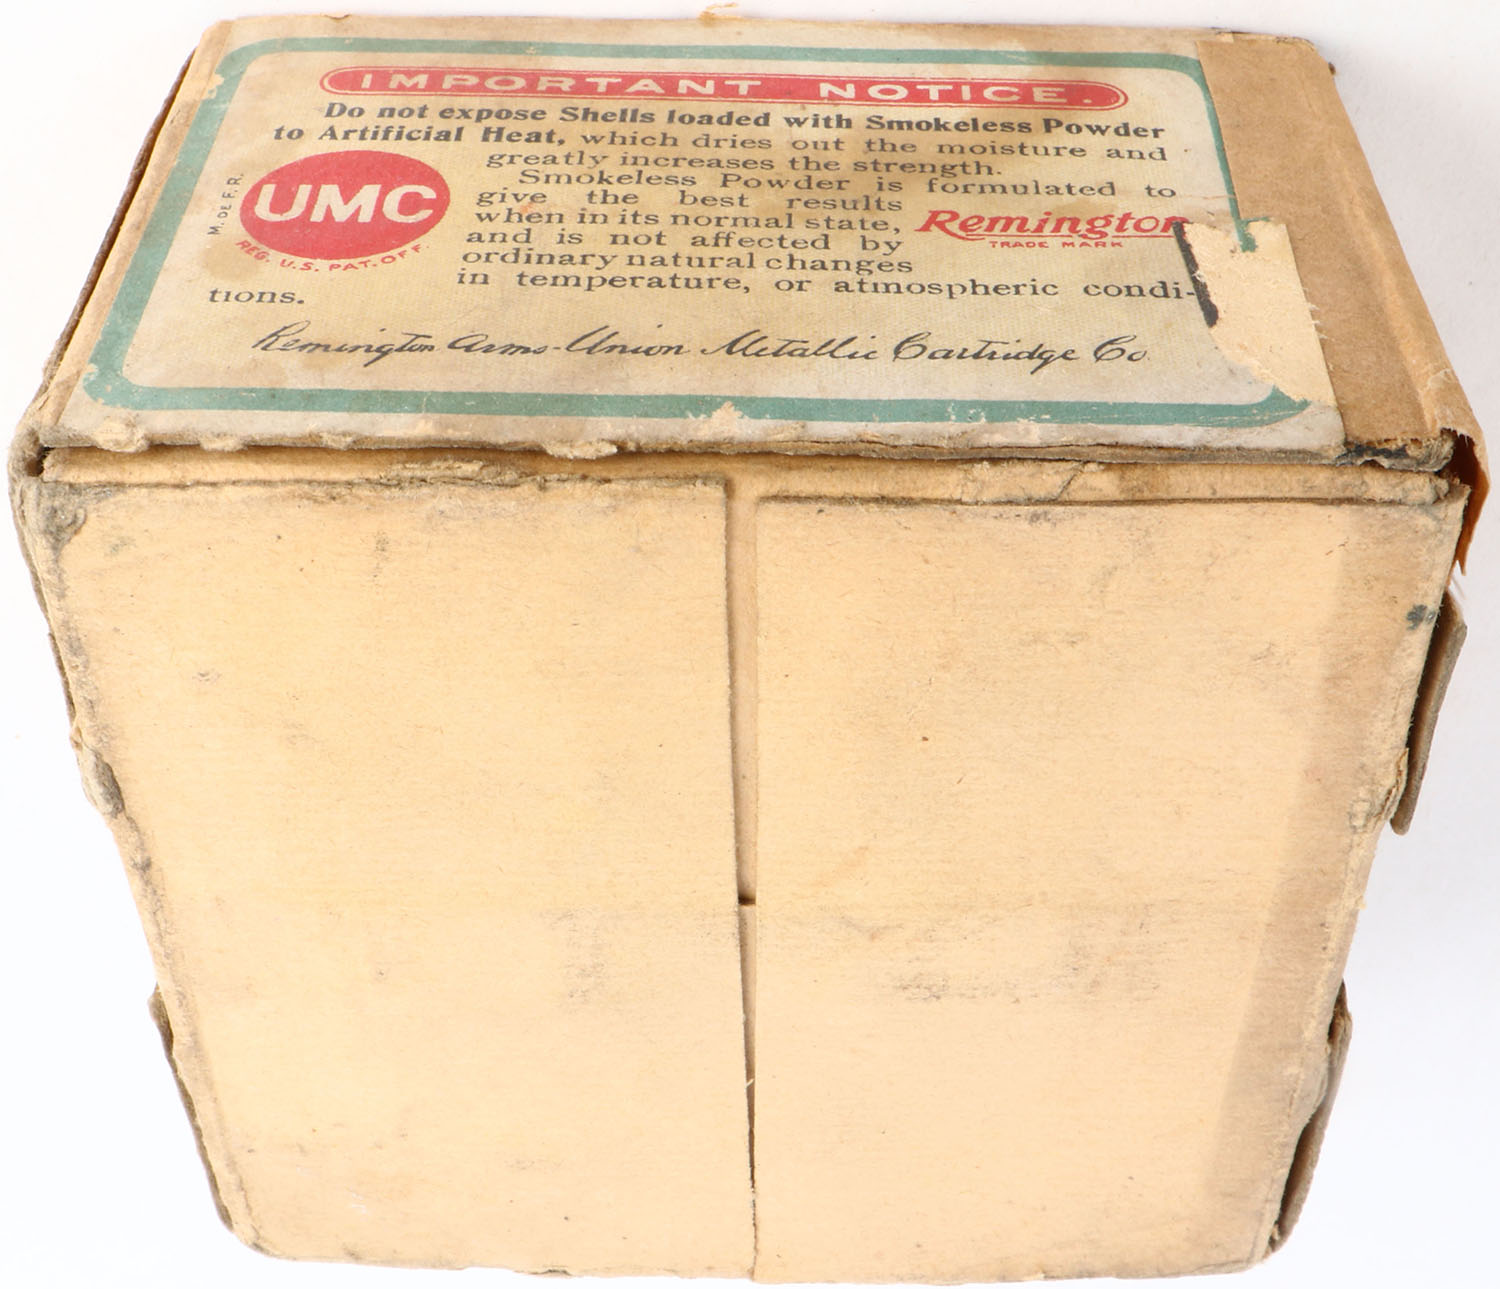 IMPORTANT NOTICE.
Do not expose Shells loaded with Smokeless Powder
to Artificial Heat, which dries out the moisture and
greatly increases the strength.
Smokeless Powder is formulated to
give the best results
when in its normal state,
and is not affected by
ordinary natural changes
in temperature, or atmospheric condi-
tions.
UMC
M. DE F. R.
REG. U.S. PAT. OFF.
Remington
TRADE MARK
Remington Arms-Union Metallic Cartridge Co.